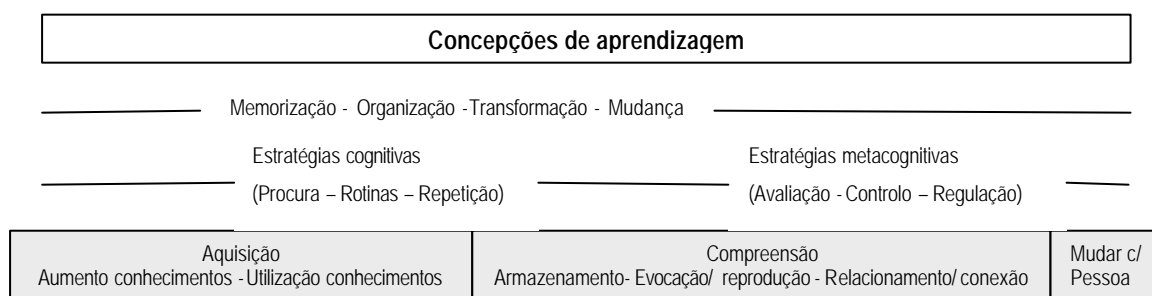 Concepções de aprendizagem
Memorização - Organização -Transformação - Mudança
Estratégias cognitivas
(Procura – Rotinas – Repetição)
Estratégias metacognitivas
(Avaliação - Controlo – Regulação)
Aquisição
Aumento conhecimentos - Utilização conhecimentos
Compreensão
Armazenamento- Evocação/ reprodução - Relacionamento/ conexão
Mudar c/
Pessoa